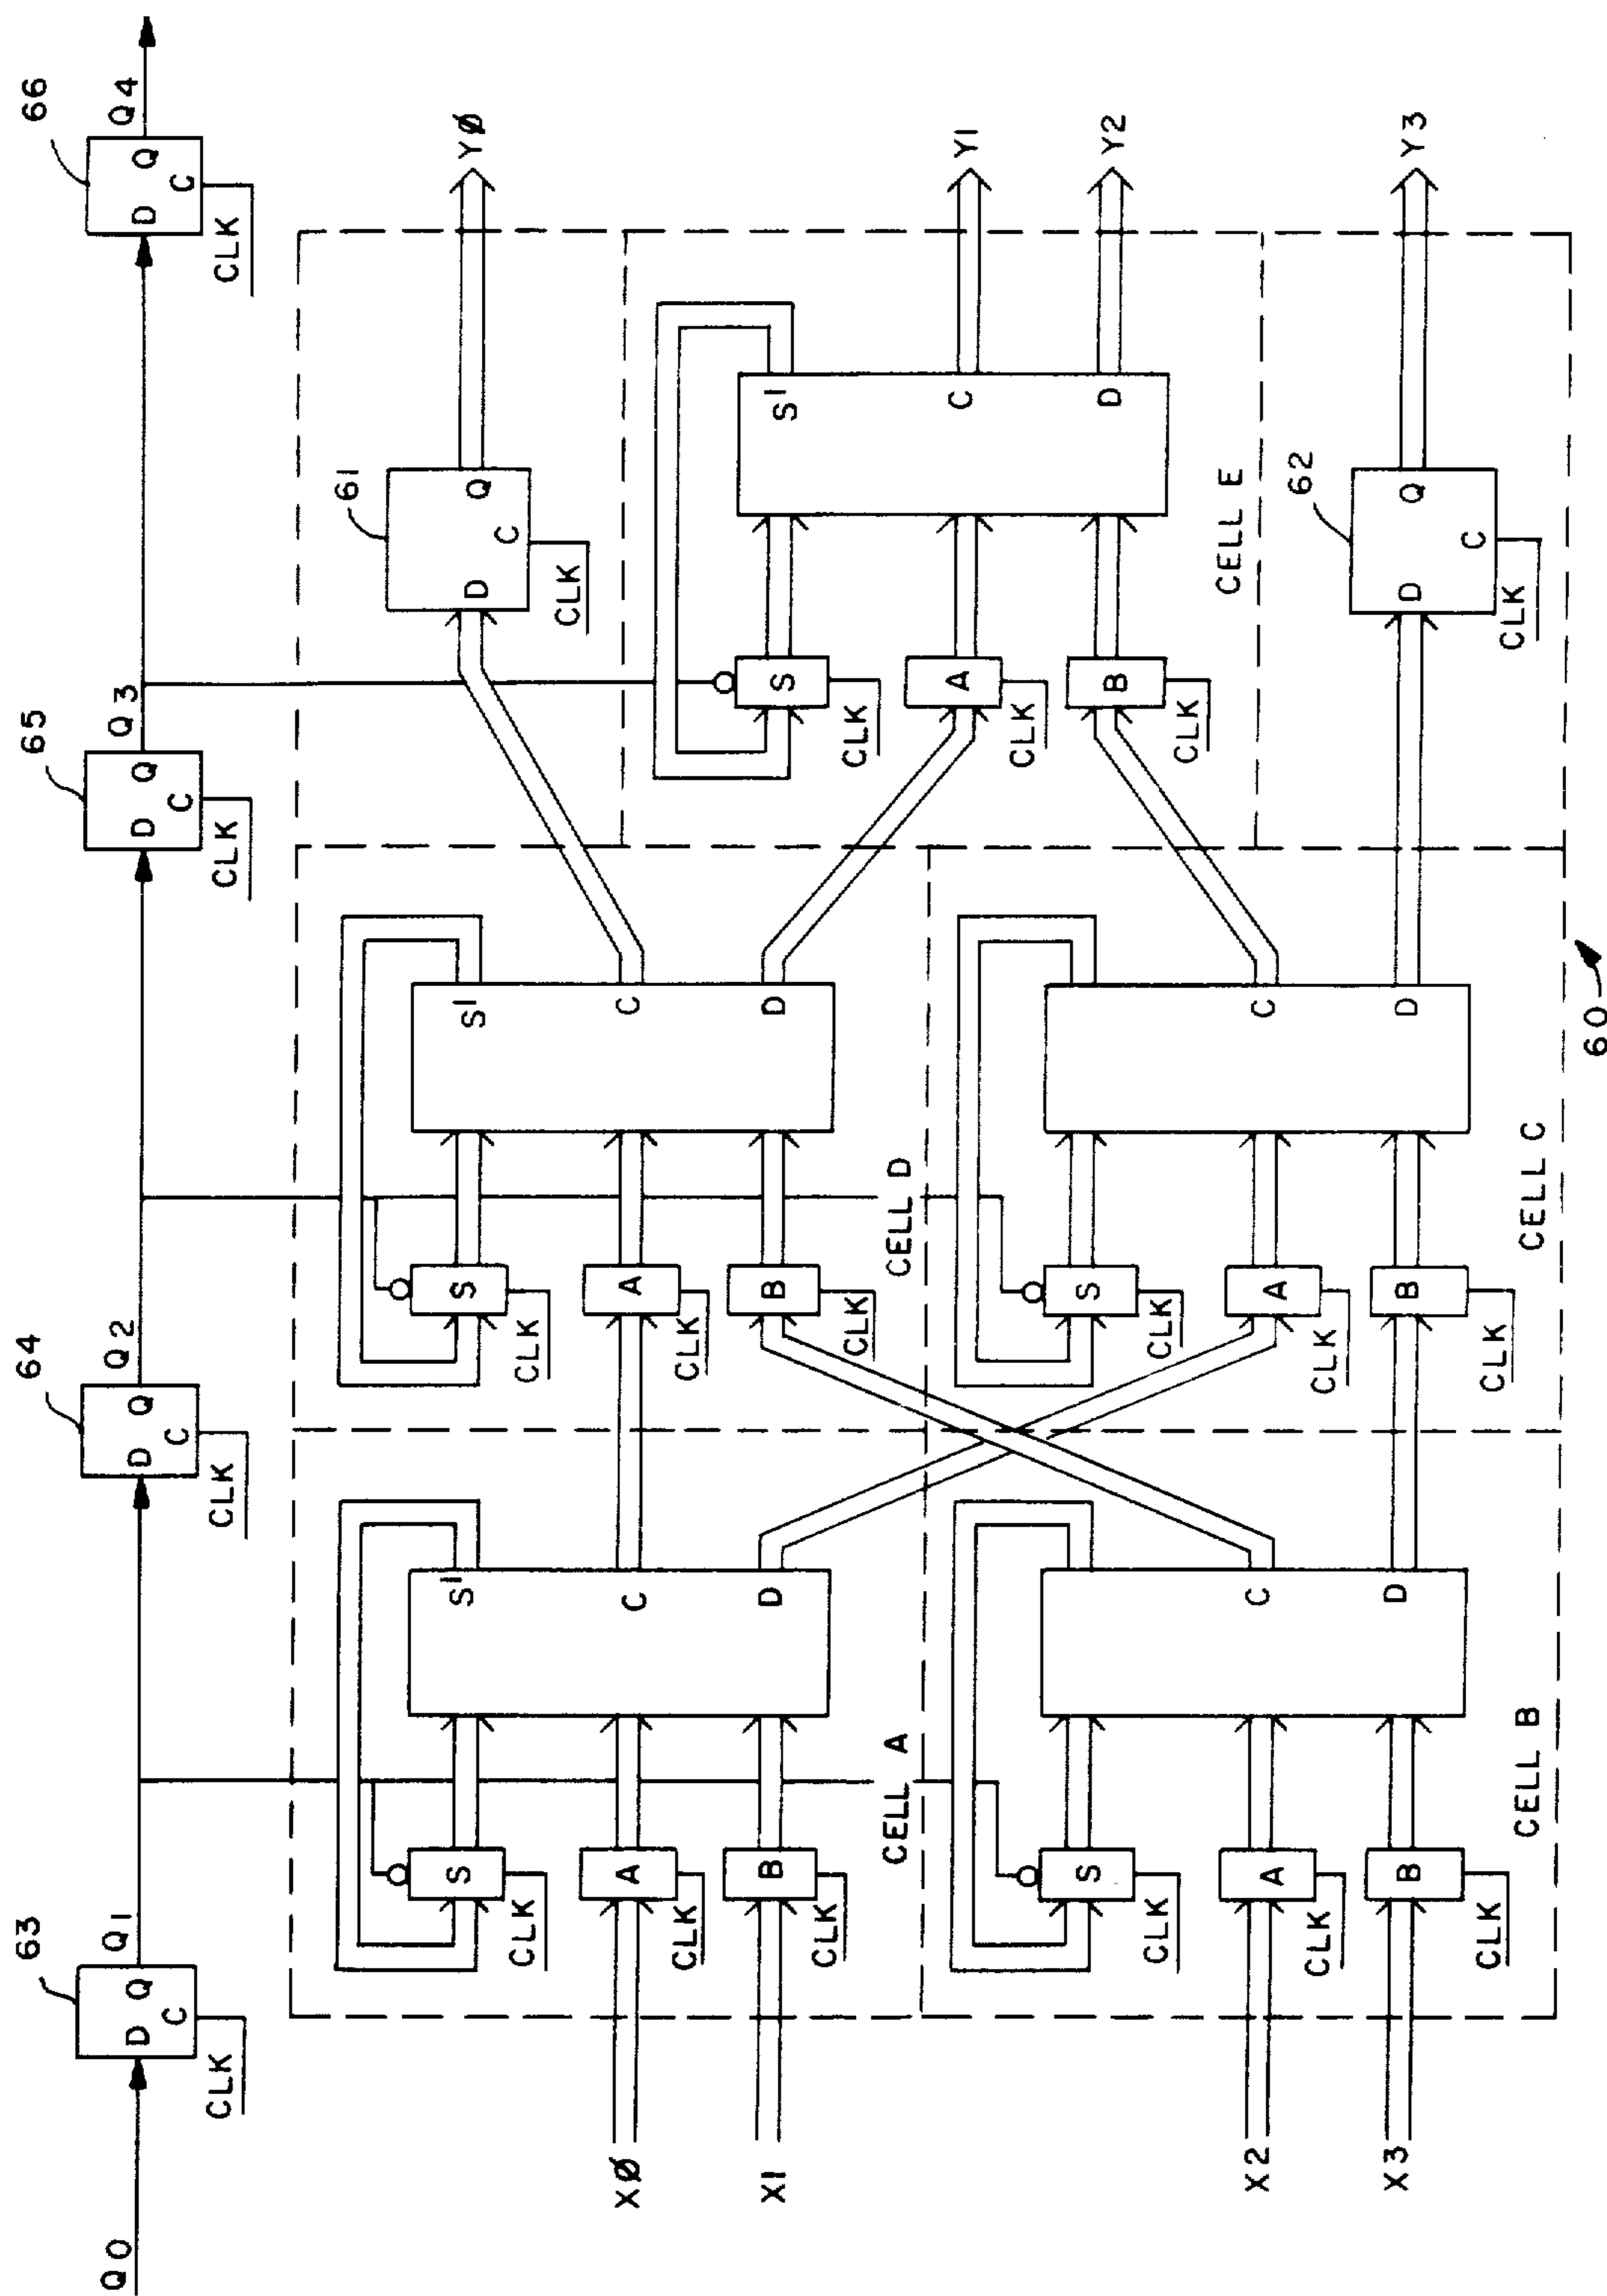 63 64 65 66
Q0 Q1 Q2 Q3 Q4
D Q D Q D Q D Q
C C C C
CLK CLK CLK CLK
61
D Q YØ
C
CLK
S S' S S'
CLK CLK
XØ A C A C
CLK CLK
X1 B D B D
CLK CLK
CELL A CELL D
S S'
CLK
A C Y1
CLK
B D Y2
CLK
CELL E
S S
CLK CLK
X2 A C A C
CLK CLK
X3 B D B D
CLK CLK
CELL B CELL C
62
D Q Y3
C
CLK
60